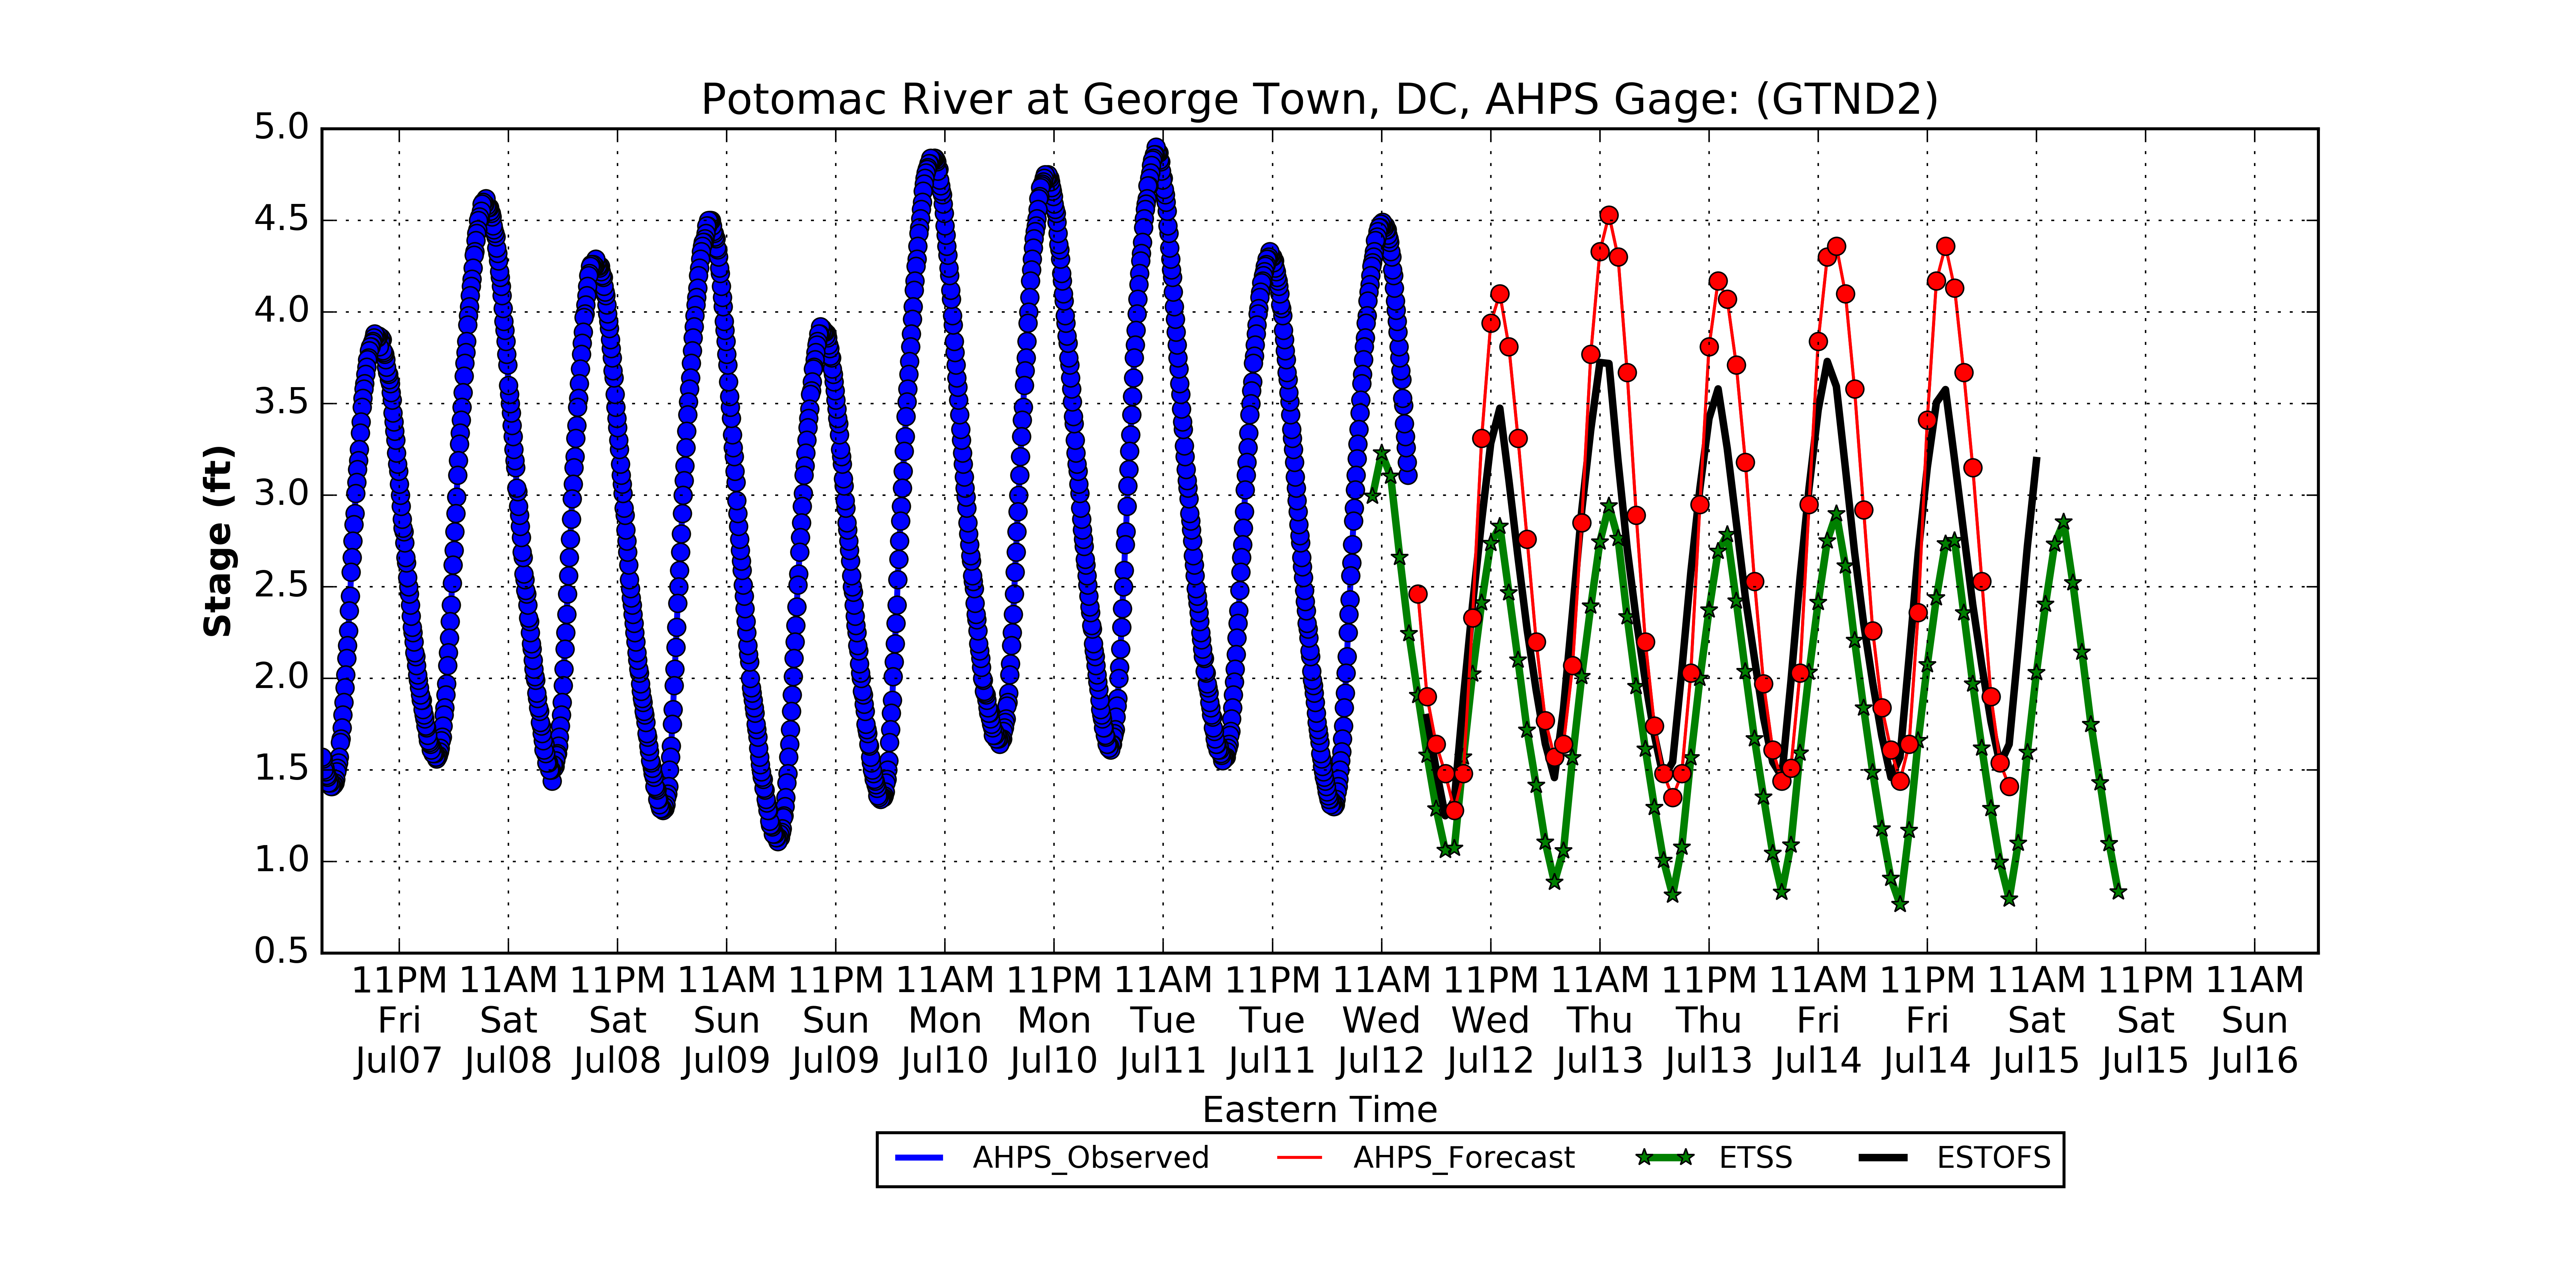 Potomac River at George Town, DC, AHPS Gage: (GTND2)
5.0
4.5
4.0
3.5
3.0
2.5
2.0
1.5
1.0
0.5
Stage (ft)
11PM 11AM 11PM 11AM 11PM 11AM 11PM 11AM 11PM 11AM 11PM 11AM 11PM 11AM 11PM 11AM 11PM 11AM
Fri Sat Sat Sun Sun Mon Mon Tue Tue Wed Wed Thu Thu Fri Fri Sat Sat Sun
Jul07 Jul08 Jul08 Jul09 Jul09 Jul10 Jul10 Jul11 Jul11 Jul12 Jul12 Jul13 Jul13 Jul14 Jul14 Jul15 Jul15 Jul16
Eastern Time
AHPS_Observed AHPS_Forecast ETSS ESTOFS